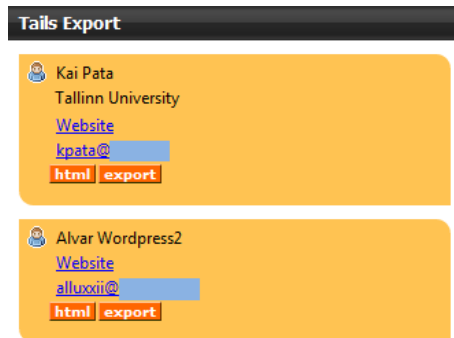 Tails Export
Kai Pata
Tallinn University
Website
kpata@
html export
Alvar Wordpress2
Website
alluxxii@
html export